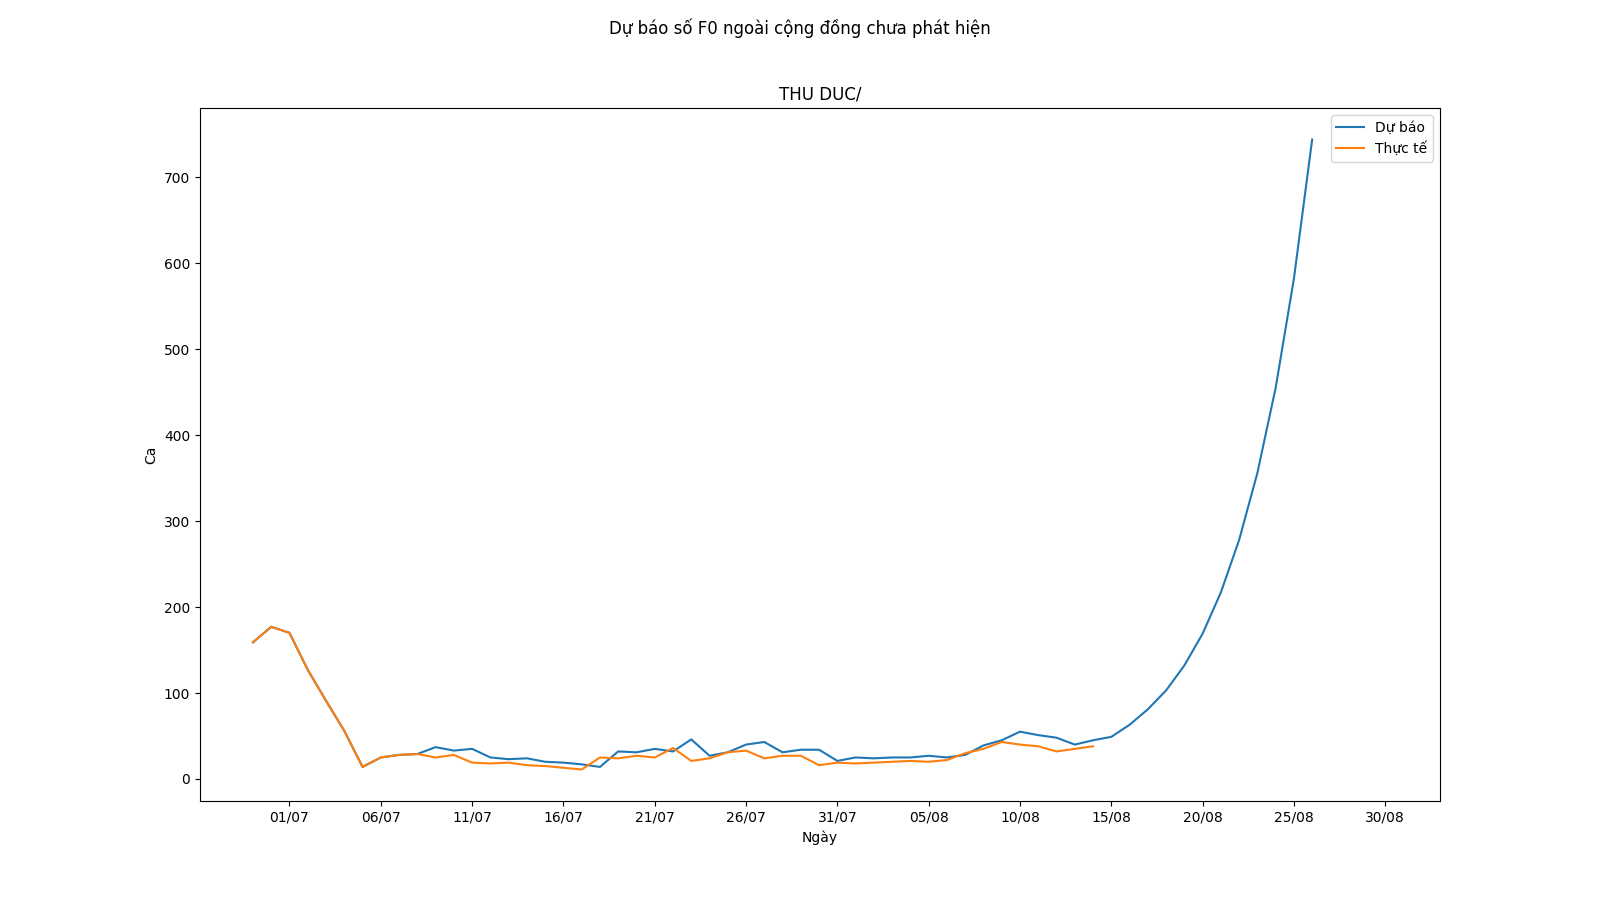 Dự báo số F0 ngoài cộng đồng chưa phát hiện
THU DUC/
Dự báo
Thực tế
700
600
500
400
300
200
100
0
Ca
01/07 06/07 11/07 16/07 21/07 26/07 31/07 05/08 10/08 15/08 20/08 25/08 30/08
Ngày